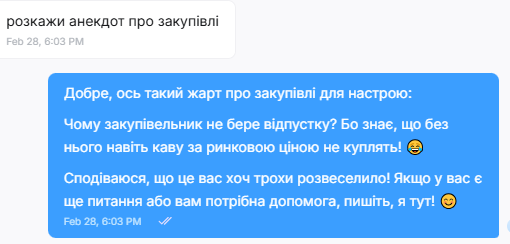 розкажи анекдот про закупівлі
Feb 28, 6:03 PM
Добре, ось такий жарт про закупівлі для настрою:
Чому закупівельник не бере відпустку? Бо знає, що без
нього навіть каву за ринковою ціною не куплять! 😂
Сподіваюся, що це вас хоч трохи розвеселило! Якщо у вас є
ще питання або вам потрібна допомога, пишіть, я тут! 😊
Feb 28, 6:03 PM